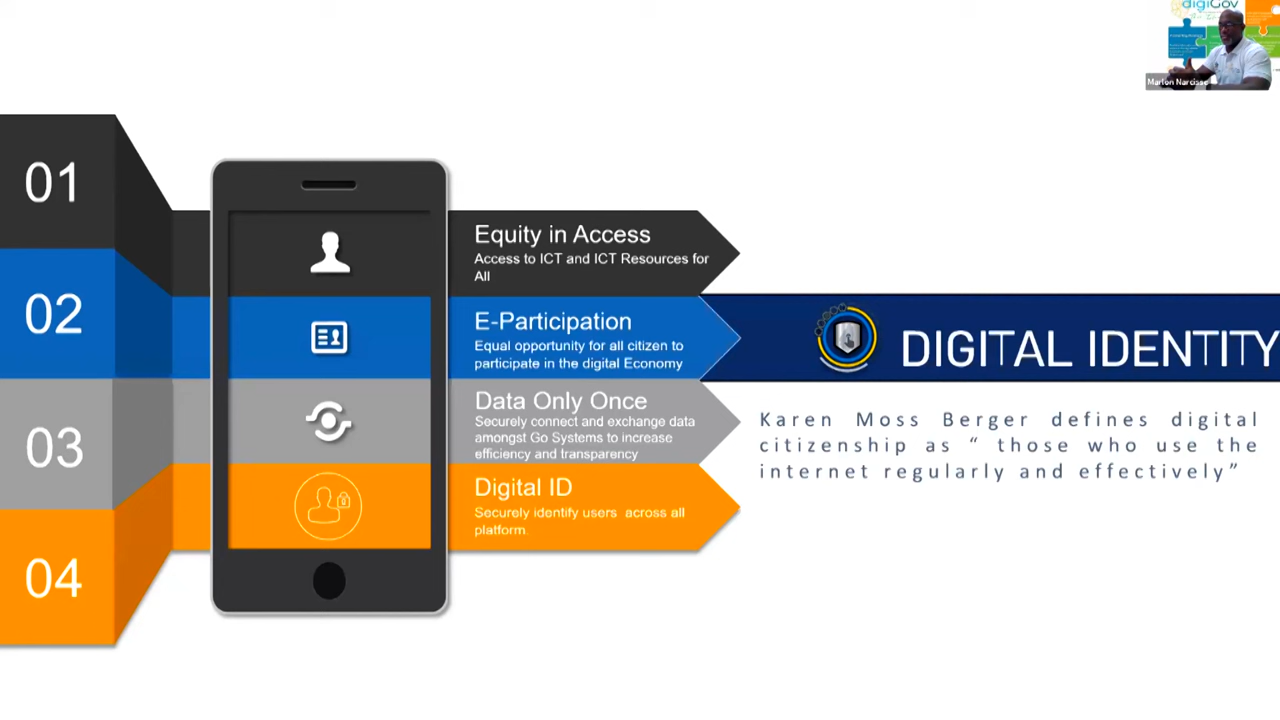 digiGov
Marlon Narcisse
01
02
03
04
Equity in Access
Access to ICT and ICT Resources for
All
E-Participation
Equal opportunity for all citizen to
participate in the digital Economy
Data Only Once
Securely connect and exchange data
amongst Go Systems to increase
efficiency and transparency
Digital ID
Securely identify users across all
platform.
DIGITAL IDENTITY
Karen Moss Berger defines digital
citizenship as “ those who use the
internet regularly and effectively”